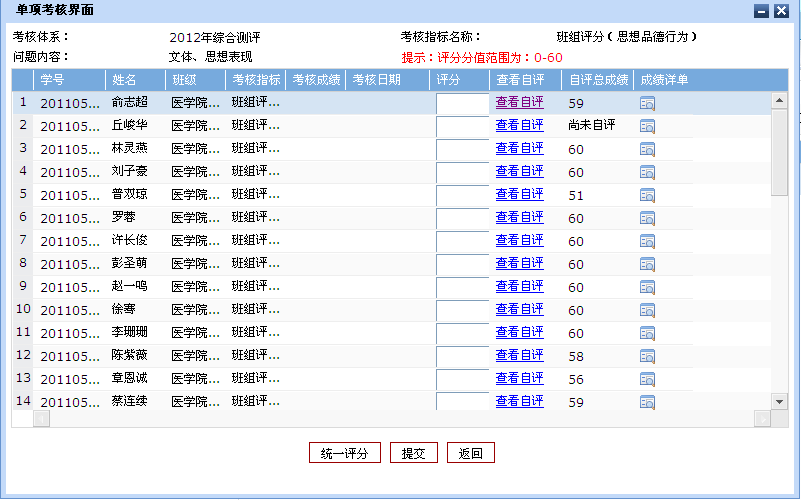 单项考核界面
考核体系： 2012年综合测评 考核指标名称： 班组评分（思想品德行为）
问题内容： 文体、思想表现 提示：评分分值范围为：0-60
学号 姓名 班级 考核指标 考核成绩 考核日期 评分 查看自评 自评总成绩 成绩详单
1 201105... 俞志超 医学院... 班组评... 查看自评 59
2 201105... 丘峻华 医学院... 班组评... 查看自评 尚未自评
3 201105... 林灵燕 医学院... 班组评... 查看自评 60
4 201105... 刘子豪 医学院... 班组评... 查看自评 60
5 201105... 普双琼 医学院... 班组评... 查看自评 51
6 201105... 罗蓉 医学院... 班组评... 查看自评 60
7 201105... 许长俊 医学院... 班组评... 查看自评 60
8 201105... 彭圣萌 医学院... 班组评... 查看自评 60
9 201105... 赵一鸣 医学院... 班组评... 查看自评 60
10 201105... 徐骞 医学院... 班组评... 查看自评 60
11 201105... 李珊珊 医学院... 班组评... 查看自评 60
12 201105... 陈紫薇 医学院... 班组评... 查看自评 58
13 201105... 章恩诚 医学院... 班组评... 查看自评 56
14 201105... 蔡连续 医学院... 班组评... 查看自评 59
统一评分 提交 返回